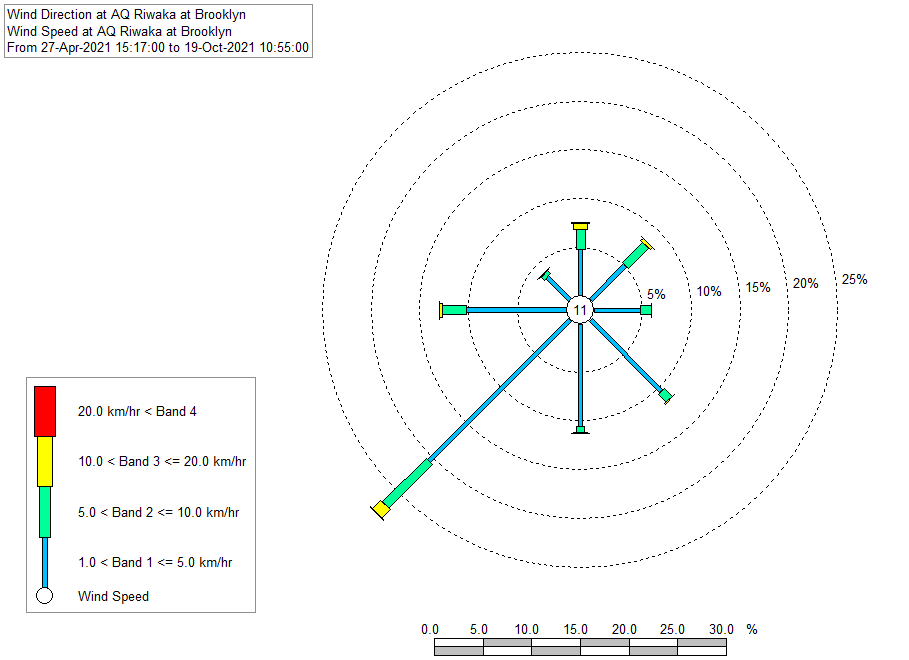 Wind Direction at AQ Riwaka at Brooklyn
Wind Speed at AQ Riwaka at Brooklyn
From 27-Apr-2021 15:17:00 to 19-Oct-2021 10:55:00
11
5%
10%
15%
20%
25%
20.0 km/hr < Band 4
10.0 < Band 3 <= 20.0 km/hr
5.0 < Band 2 <= 10.0 km/hr
1.0 < Band 1 <= 5.0 km/hr
Wind Speed
0.0 5.0 10.0 15.0 20.0 25.0 30.0 %